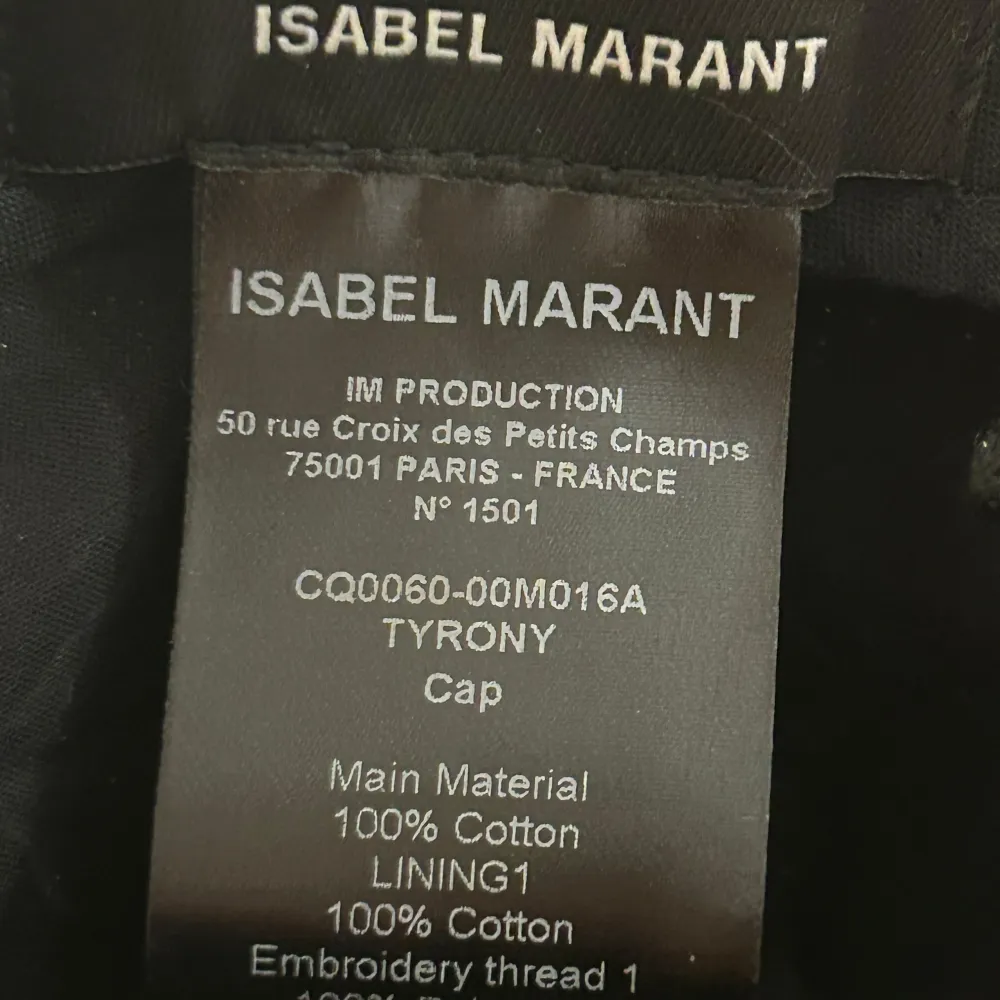 ISABEL MARANT
ISABEL MARANT
IM PRODUCTION
50 rue Croix des Petits Champs
75001 PARIS - FRANCE
N° 1501
CQ0060-00M016A
TYRONY
Cap
Main Material
100% Cotton
LINING1
100% Cotton
Embroidery thread 1
100%